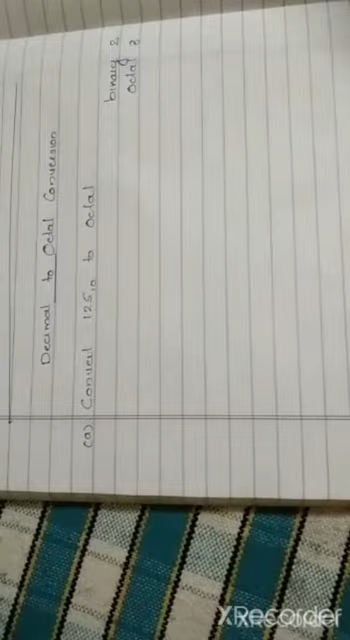 Decimal to Octal Conversion
(a) Convert 125₁₀ to Octal
binary 2
Octal 8
XRecorder